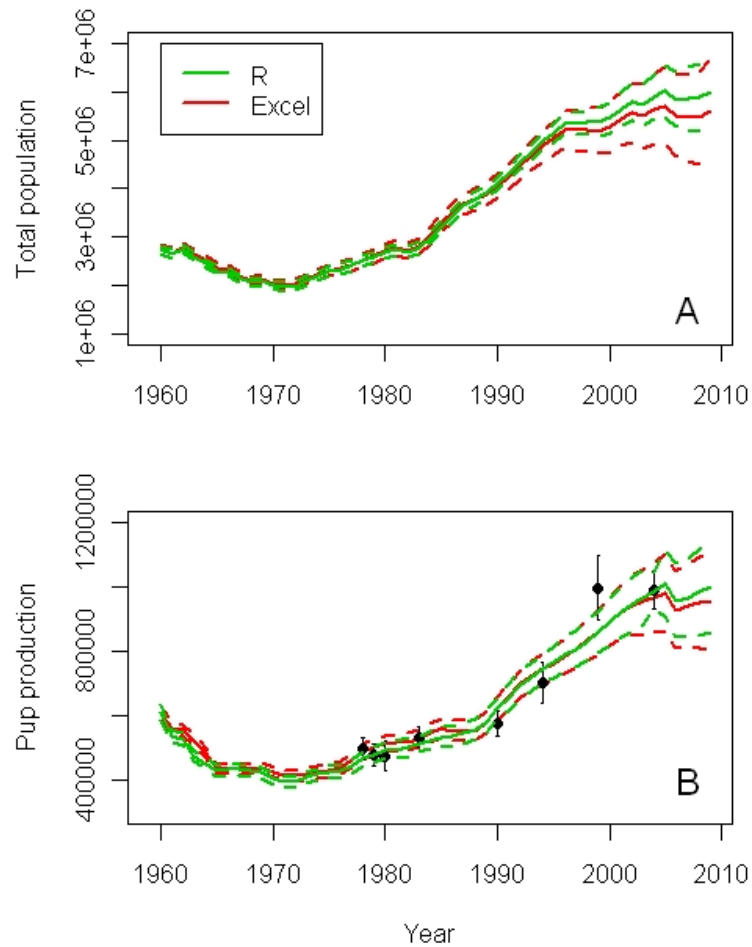 Total population
7e+06
5e+06
3e+06
1e+06
R
Excel
A
1960 1970 1980 1990 2000 2010
Pup production
1200000
800000
400000
B
1960 1970 1980 1990 2000 2010
Year